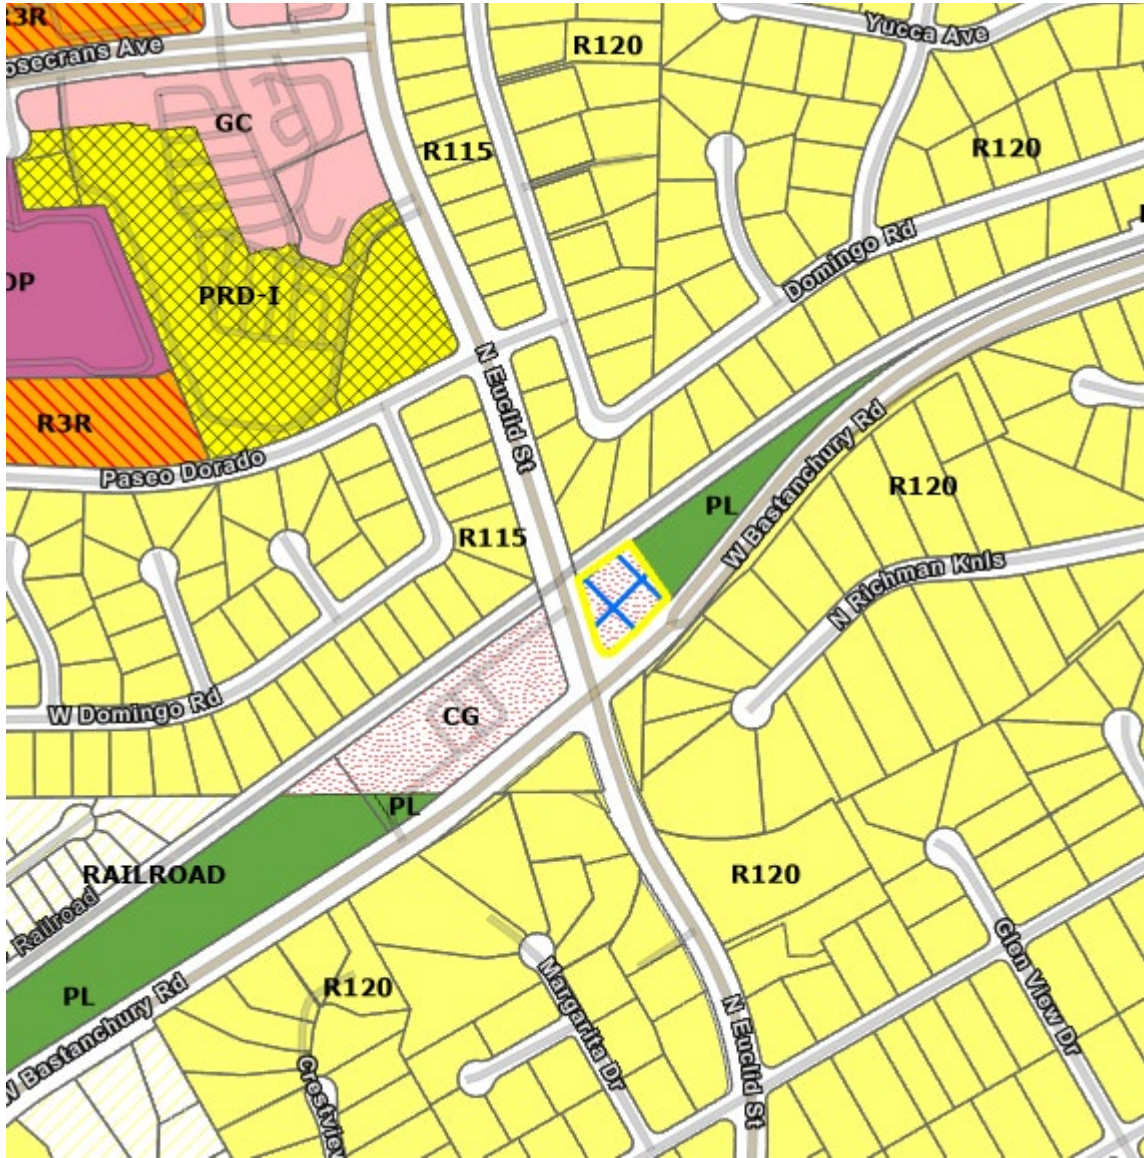 R3R
osecrans Ave
R120
Yucca Ave
GC
R115
R120
Domingo Rd
OP
PRD-I
N Euclid St
R3R
Paseo Dorado
W Bastanchury Rd
R120
PL
R115
N Richman Knls
W Domingo Rd
CG
PL
RAILROAD
R120
Railroad
Glen View Dr
PL
R120
Margarita Dr
W Bastanchury Rd
N Euclid St
Crestview